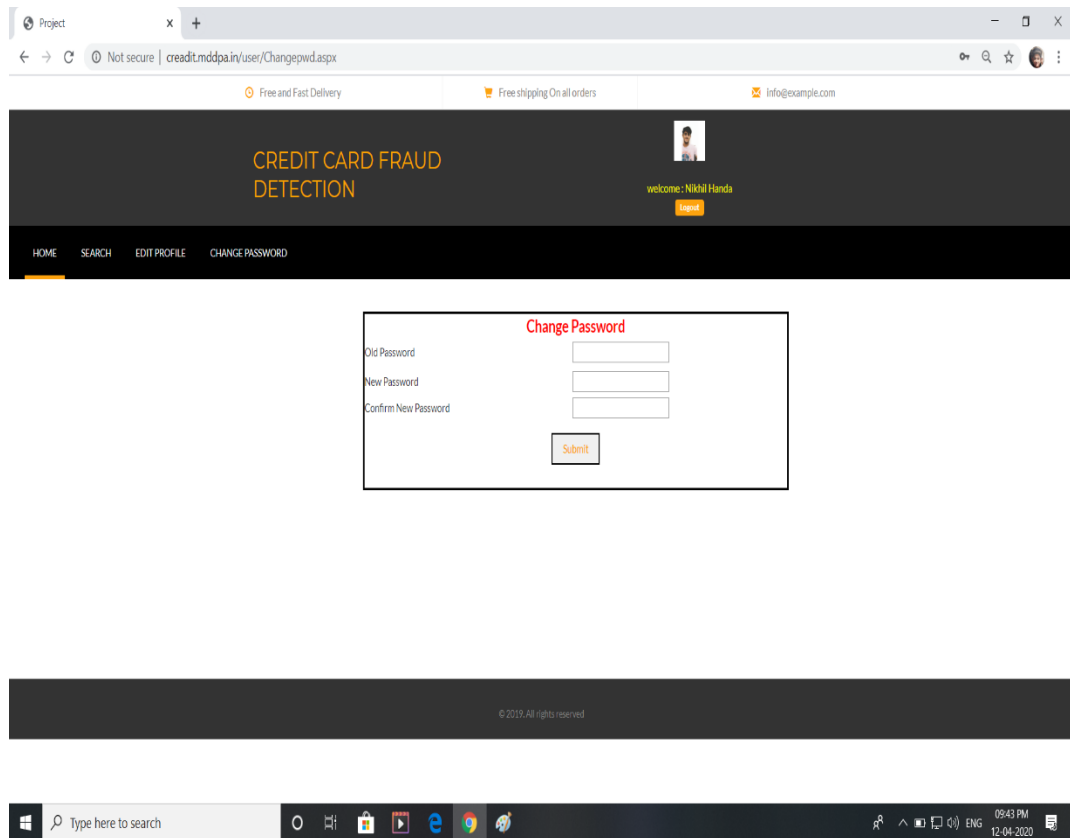 Project
Not secure | creadit.mddpa.in/user/Changepwd.aspx
Free and Fast Delivery
Free shipping On all orders
info@example.com
CREDIT CARD FRAUD
DETECTION
welcome : Nikhil Handa
Logout
HOME SEARCH EDIT PROFILE CHANGE PASSWORD
Change Password
Old Password
New Password
Confirm New Password
Submit
© 2019. All rights reserved
Type here to search
ENG
09:43 PM
12-04-2020